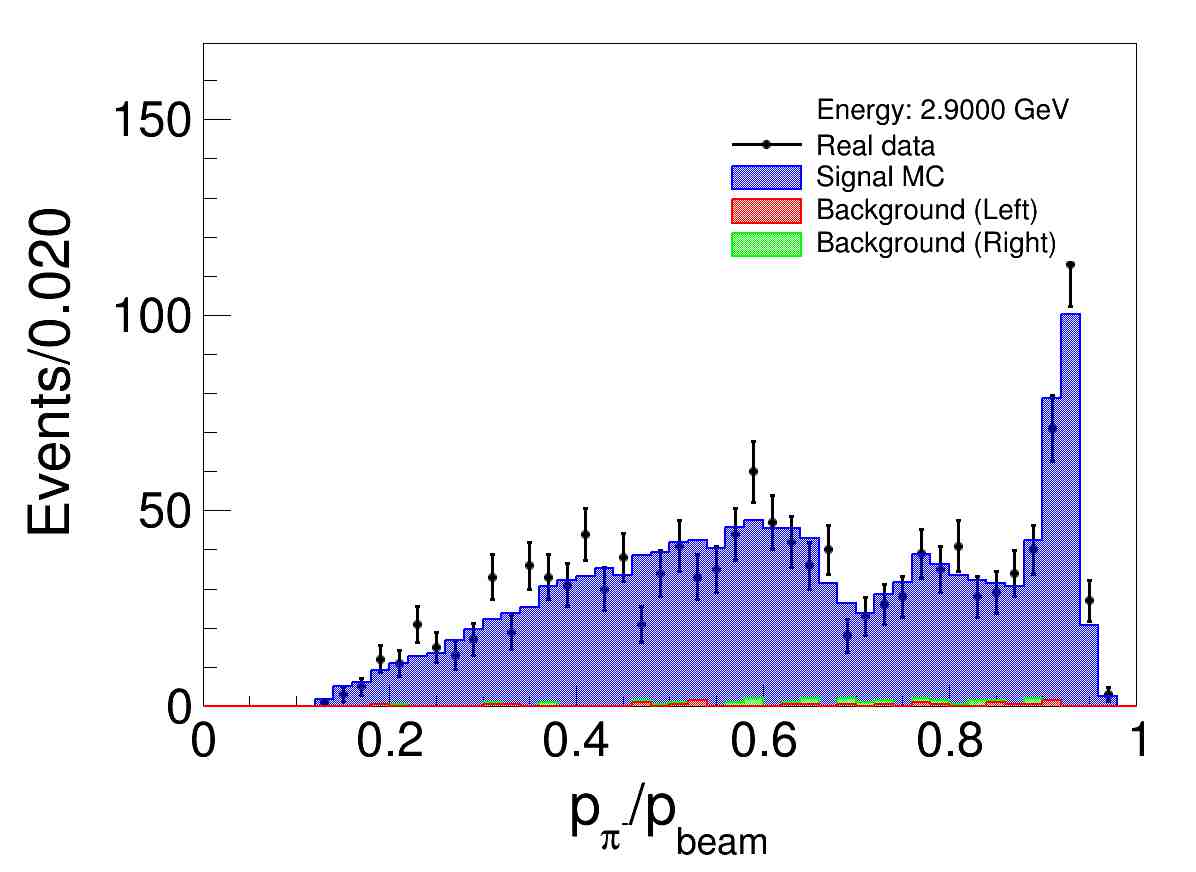 Events/0.020
150
100
50
0
Energy: 2.9000 GeV
Real data
Signal MC
Background (Left)
Background (Right)
0 0.2 0.4 0.6 0.8 1
pπ-/pbeam